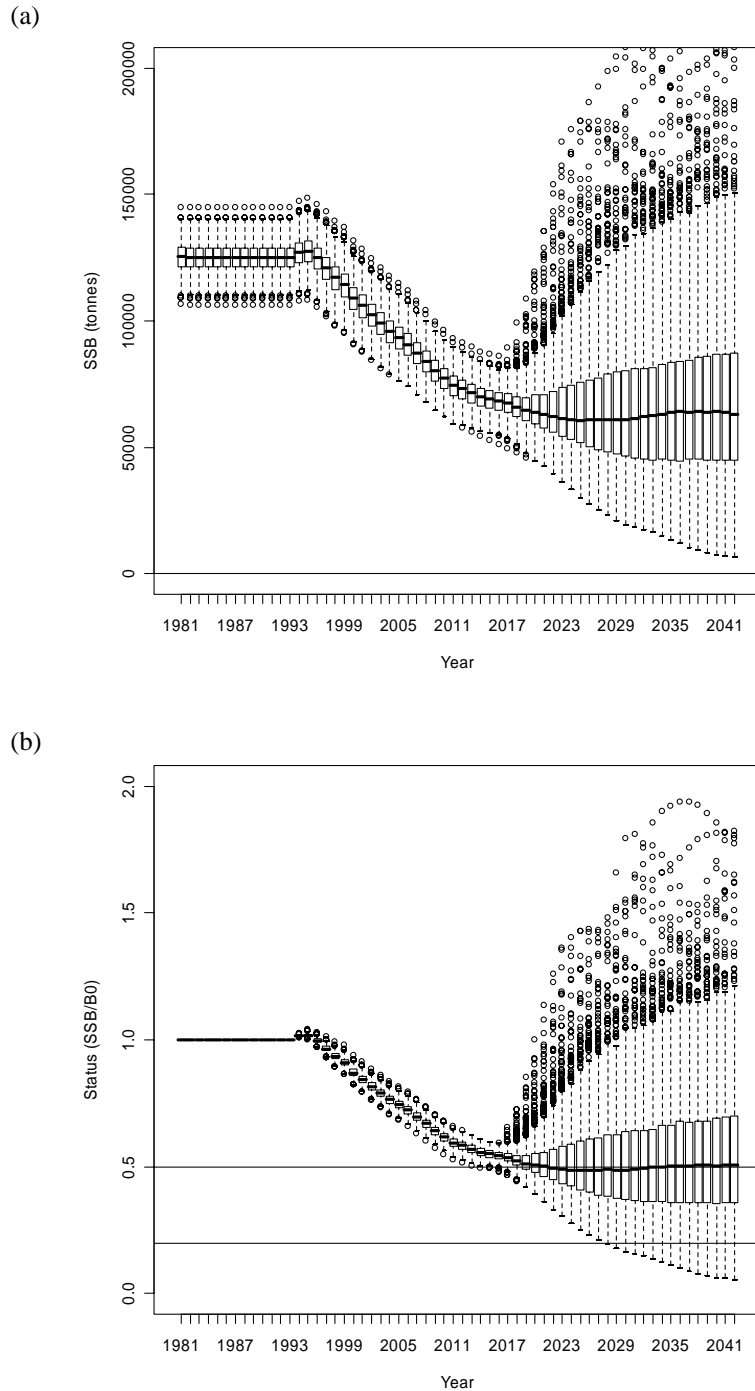 (a)
200000
150000
100000
50000
0
SSB (tonnes)
1981 1987 1993 1999 2005 2011 2017 2023 2029 2035 2041
Year
(b)
2.0
1.5
1.0
0.5
0.0
Status (SSB/B0)
1981 1987 1993 1999 2005 2011 2017 2023 2029 2035 2041
Year